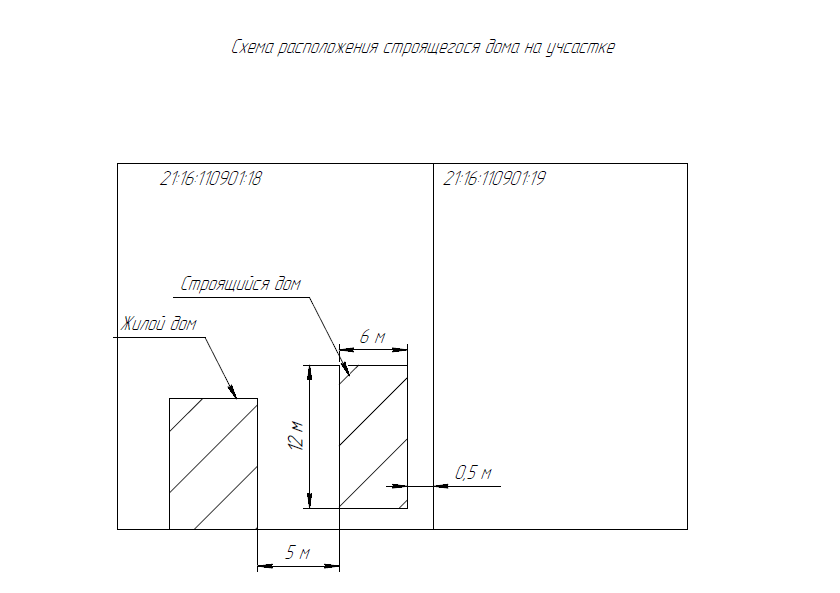 Схема расположения строящегося дома на учсастке
21:16:110901:18
21:16:110901:19
Строящийся дом
Жилой дом
6 м
12 м
0,5 м
5 м